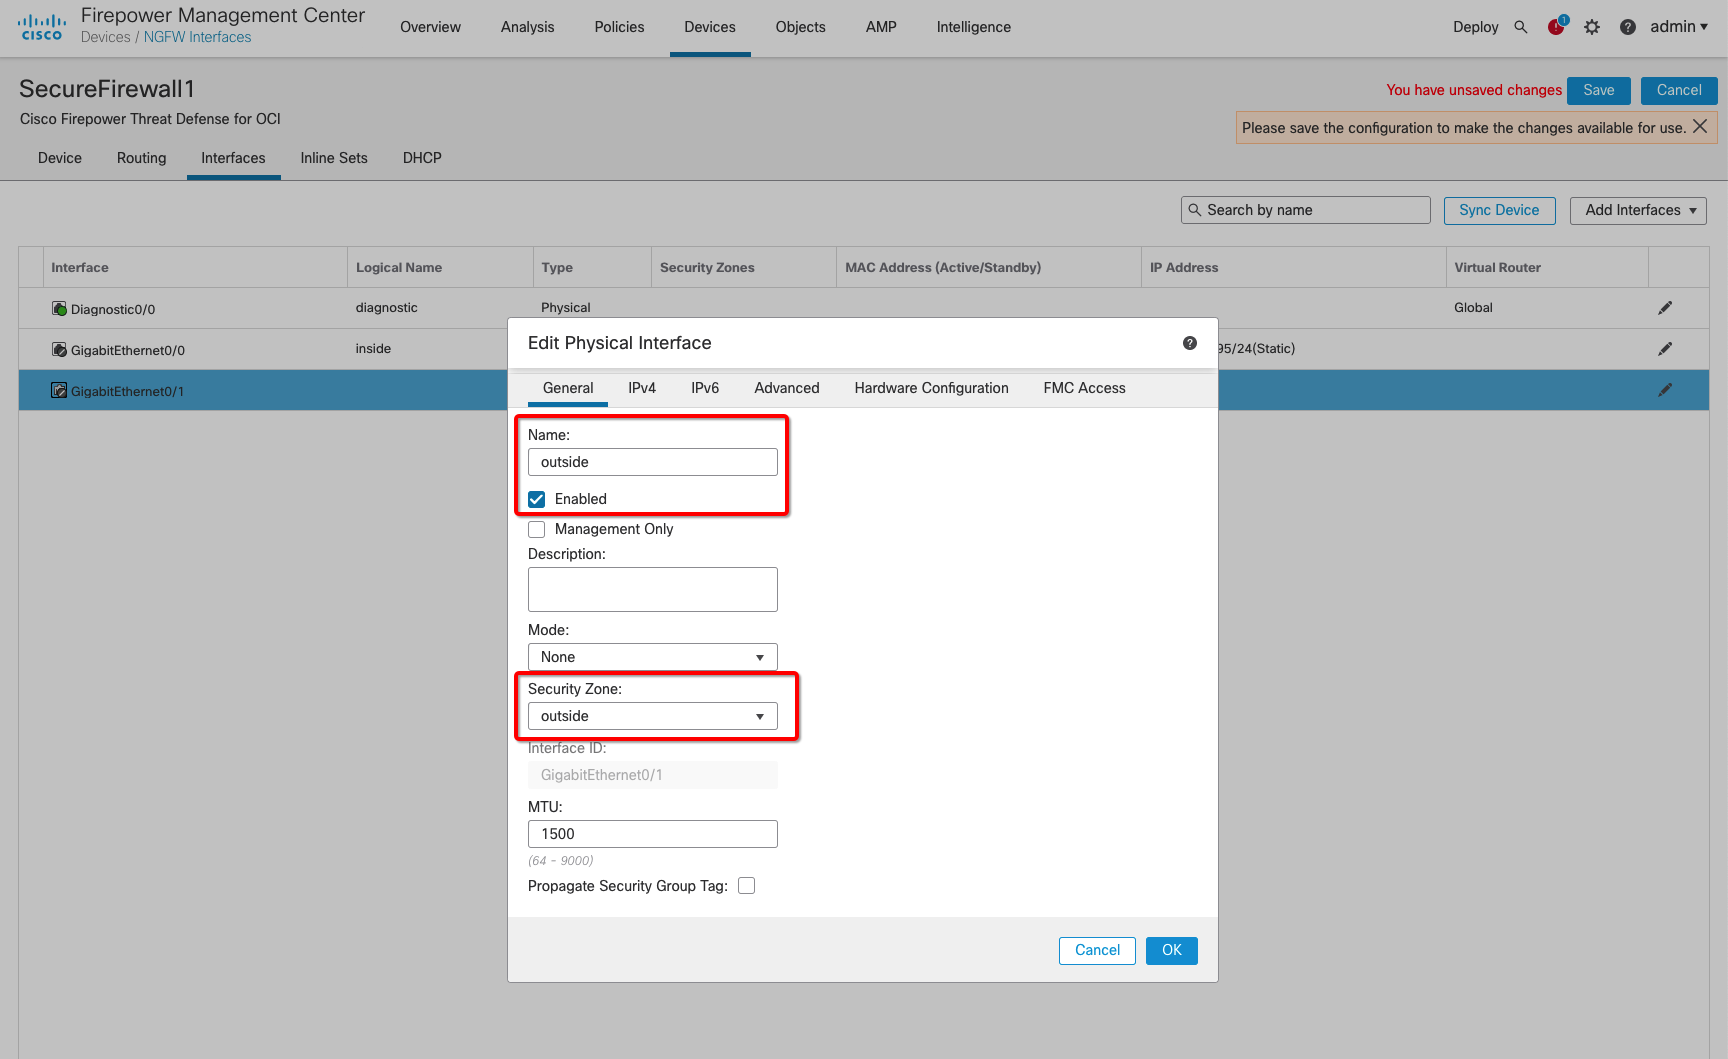 cisco
Firepower Management Center
Devices / NGFW Interfaces
Overview Analysis Policies Devices Objects AMP Intelligence
Deploy 1 admin
SecureFirewall1
Cisco Firepower Threat Defense for OCI
You have unsaved changes Save Cancel
Please save the configuration to make the changes available for use.
Device Routing Interfaces Inline Sets DHCP
Search by name Sync Device Add Interfaces
Interface Logical Name Type Security Zones MAC Address (Active/Standby) IP Address Virtual Router
Diagnostic0/0 diagnostic Physical Global
GigabitEthernet0/0 inside 95/24(Static)
GigabitEthernet0/1
Edit Physical Interface
General IPv4 IPv6 Advanced Hardware Configuration FMC Access
Name:
outside
Enabled
Management Only
Description:
Mode:
None
Security Zone:
outside
Interface ID:
GigabitEthernet0/1
MTU:
1500
(64 - 9000)
Propagate Security Group Tag:
Cancel OK